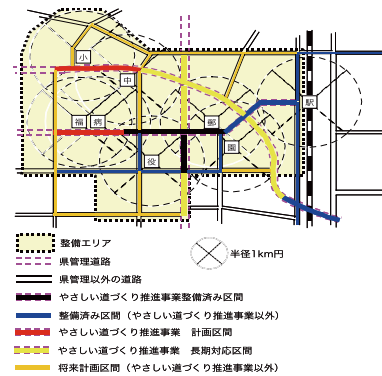 小
中
福 病 郵 駅
役 園
整備エリア
半径1km円
県管理道路
県管理以外の道路
やさしい道づくり推進事業整備済み区間
整備済み区間（やさしい道づくり推進事業以外）
やさしい道づくり推進事業　計画区間
やさしい道づくり推進事業　長期対応区間
将来計画区間（やさしい道づくり推進事業以外）